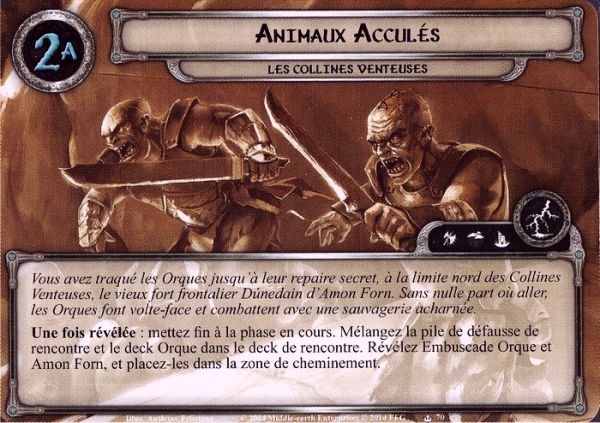 2A
Animaux Acculés
Les Collines Venteuses
Vous avez traqué les Orques jusqu'à leur repaire secret, à la limite nord des Collines
Venteuses, le vieux fort frontalier Dúnedain d'Amon Forn. Sans nulle part où aller,
les Orques font volte-face et combattent avec une sauvagerie acharnée.
Une fois révélée : mettez fin à la phase en cours. Mélangez la pile de défausse de
rencontre et le deck Orque dans le deck de rencontre. Révélez Embuscade Orque et
Amon Forn, et placez-les dans la zone de cheminement.
Illus. Anthony Feliciano © 2014 Middle-earth Enterprises © 2014 FFG 70